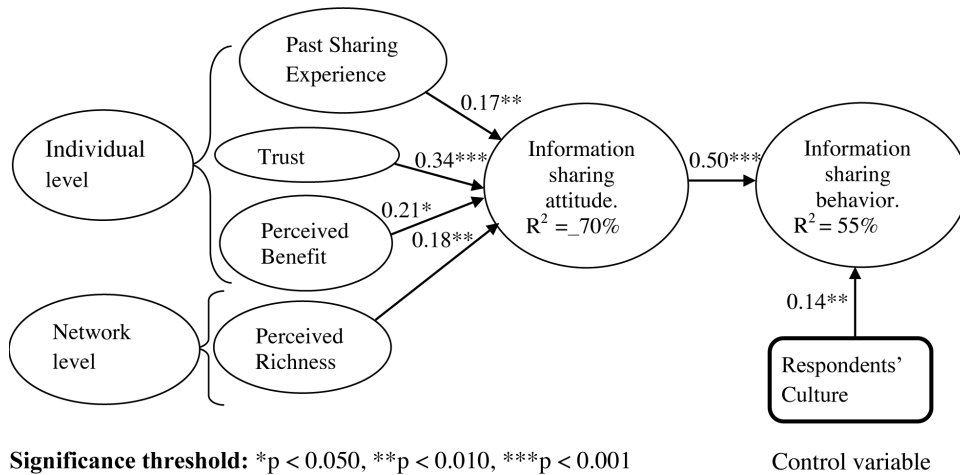 Past Sharing
Experience
0.17**
Individual
level
Trust
0.34***
Information
sharing
attitude.
R² =_70%
0.50***
Information
sharing
behavior.
R² = 55%
0.21*
Perceived
Benefit
0.18**
Network
level
Perceived
Richness
0.14**
Respondents’
Culture
Significance threshold: *p < 0.050, **p < 0.010, ***p < 0.001
Control variable